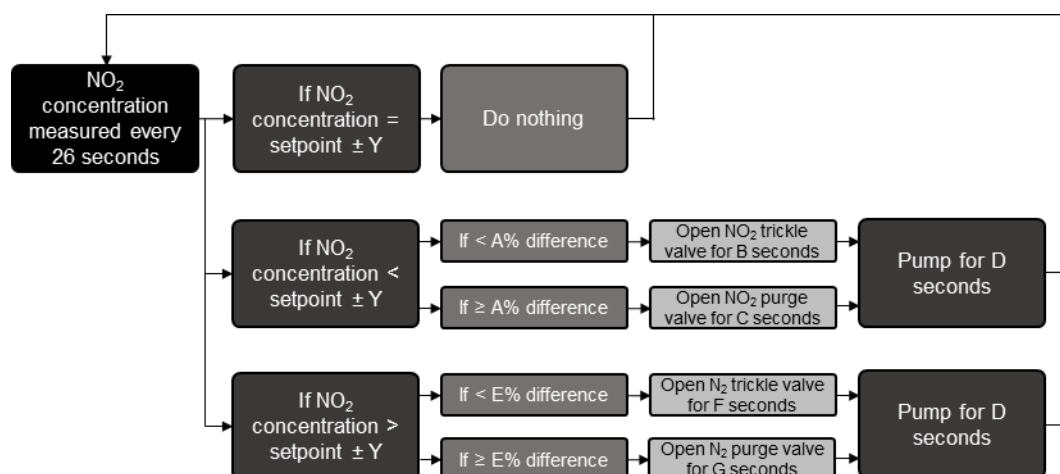 NO₂
concentration
measured every
26 seconds
If NO₂
concentration =
setpoint ± Y
Do nothing
If NO₂
concentration <
setpoint ± Y
If < A% difference
Open NO₂ trickle
valve for B seconds
If ≥ A% difference
Open NO₂ purge
valve for C seconds
Pump for D
seconds
If NO₂
concentration >
setpoint ± Y
If < E% difference
Open N₂ trickle valve
for F seconds
If ≥ E% difference
Open N₂ purge valve
for G seconds
Pump for D
seconds